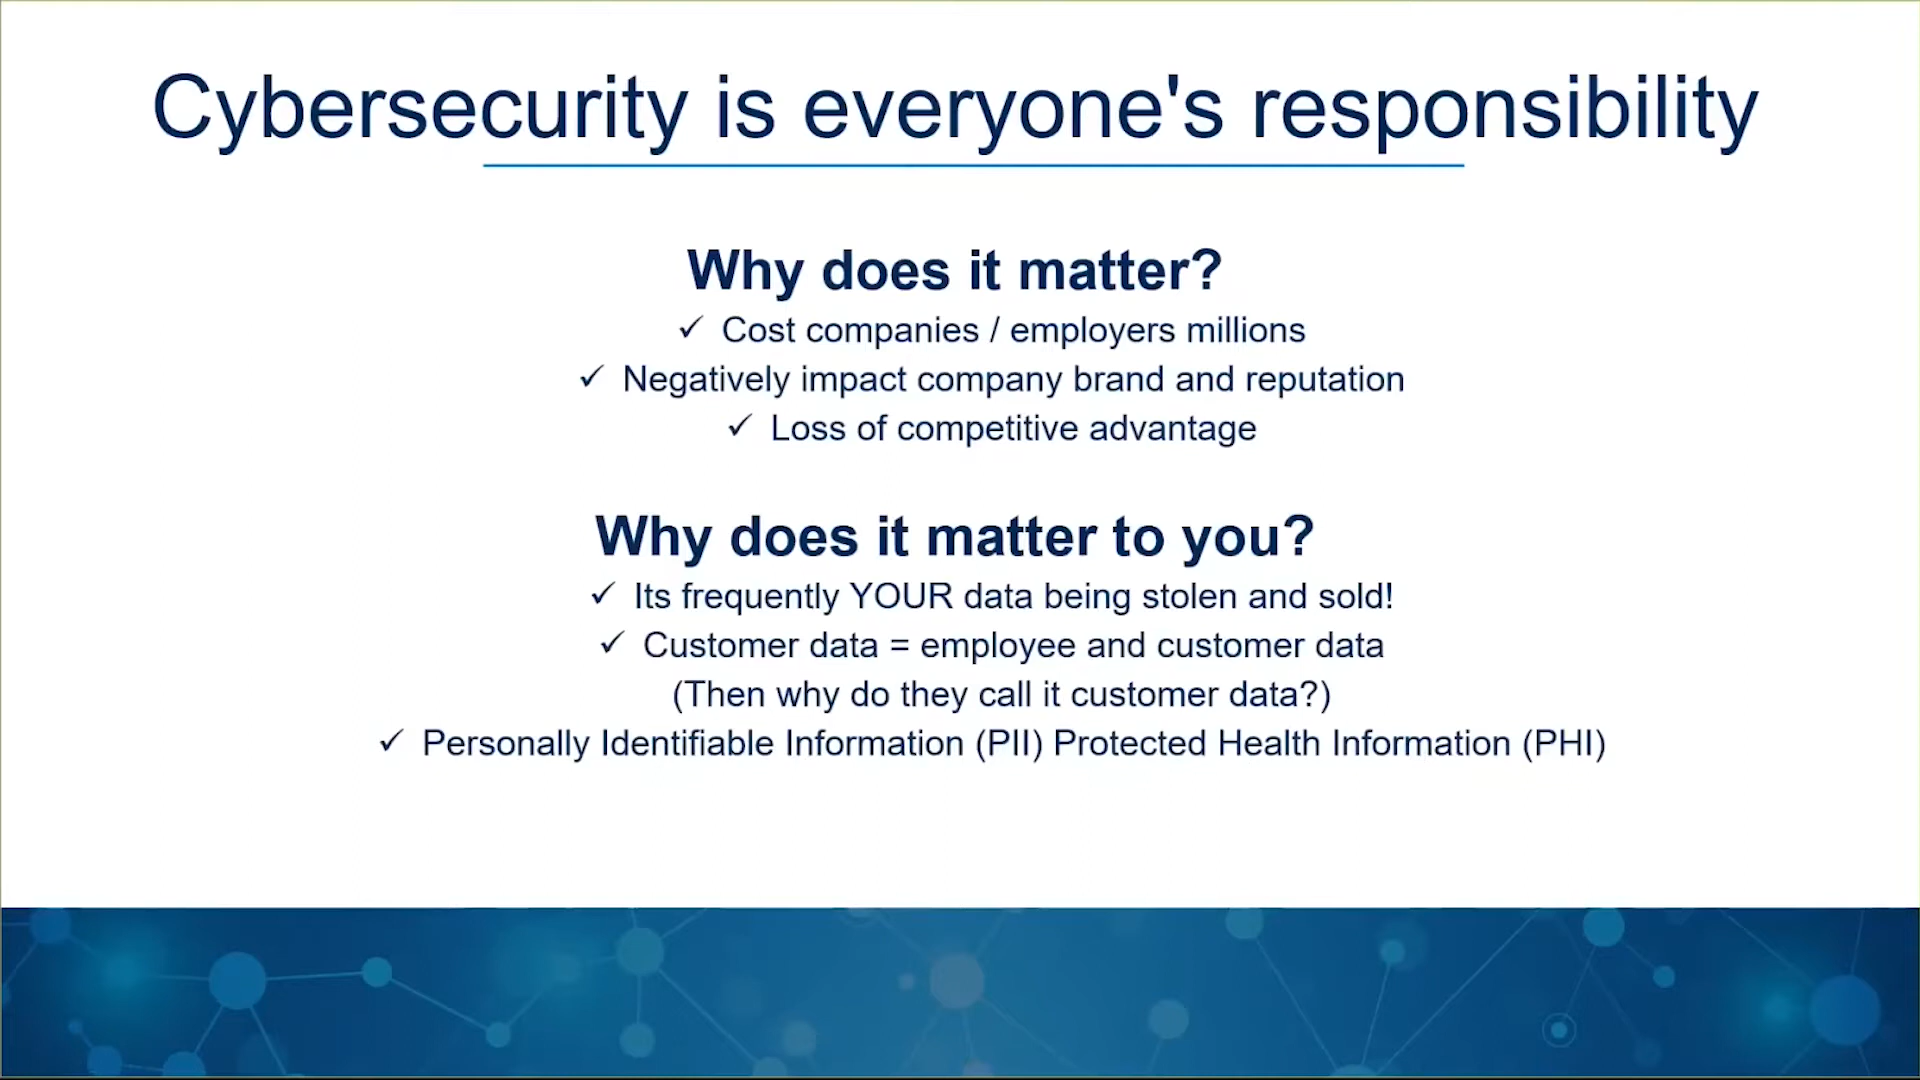 Cybersecurity is everyone's responsibility
Why does it matter?
✓ Cost companies / employers millions
✓ Negatively impact company brand and reputation
✓ Loss of competitive advantage
Why does it matter to you?
✓ Its frequently YOUR data being stolen and sold!
✓ Customer data = employee and customer data
(Then why do they call it customer data?)
✓ Personally Identifiable Information (PII) Protected Health Information (PHI)